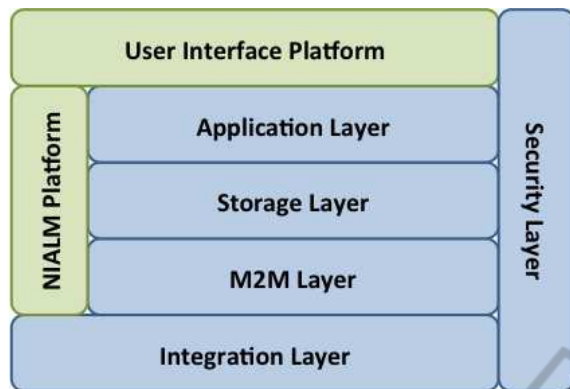 User Interface Platform
NIALM Platform
Application Layer
Storage Layer
M2M Layer
Integration Layer
Security Layer